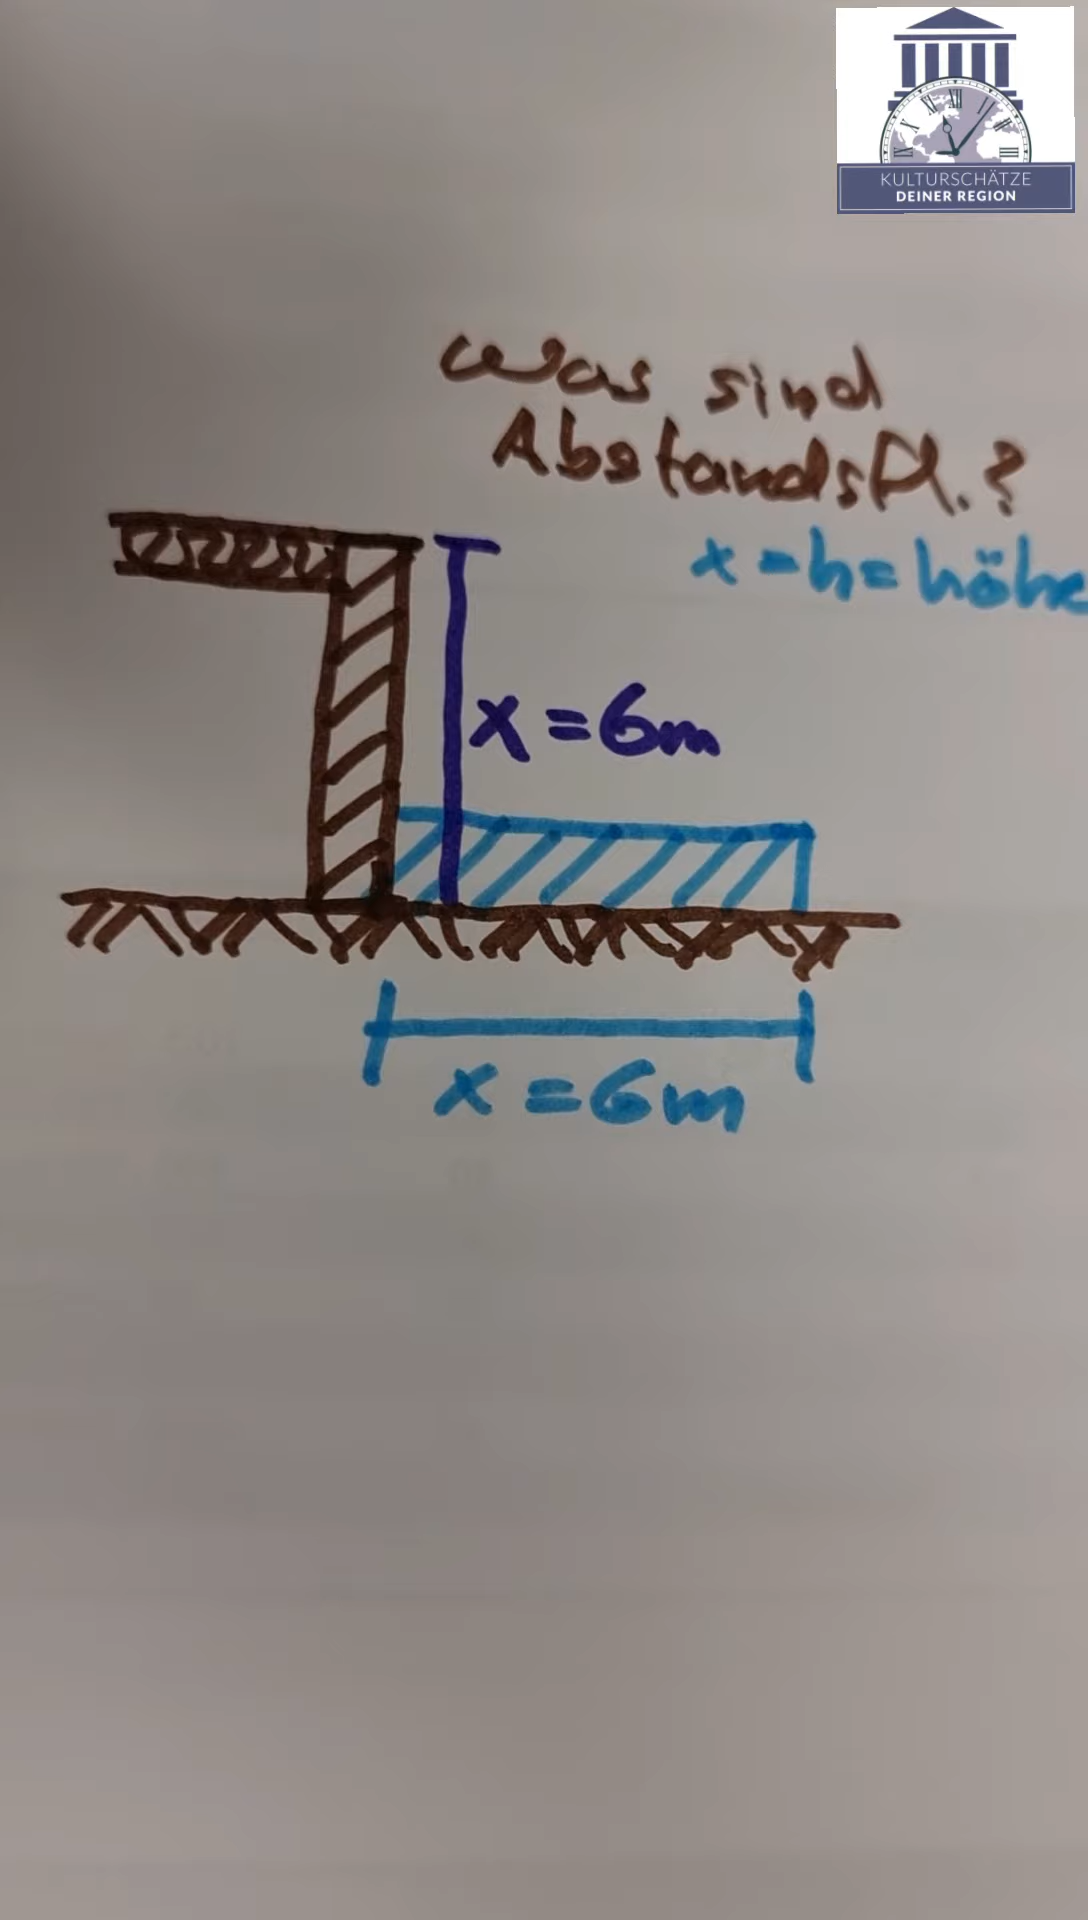 KULTURSCHÄTZE
DEINER REGION
Was sind
Abstandsfl.?
x = h = höhe
x = 6m
x = 6m